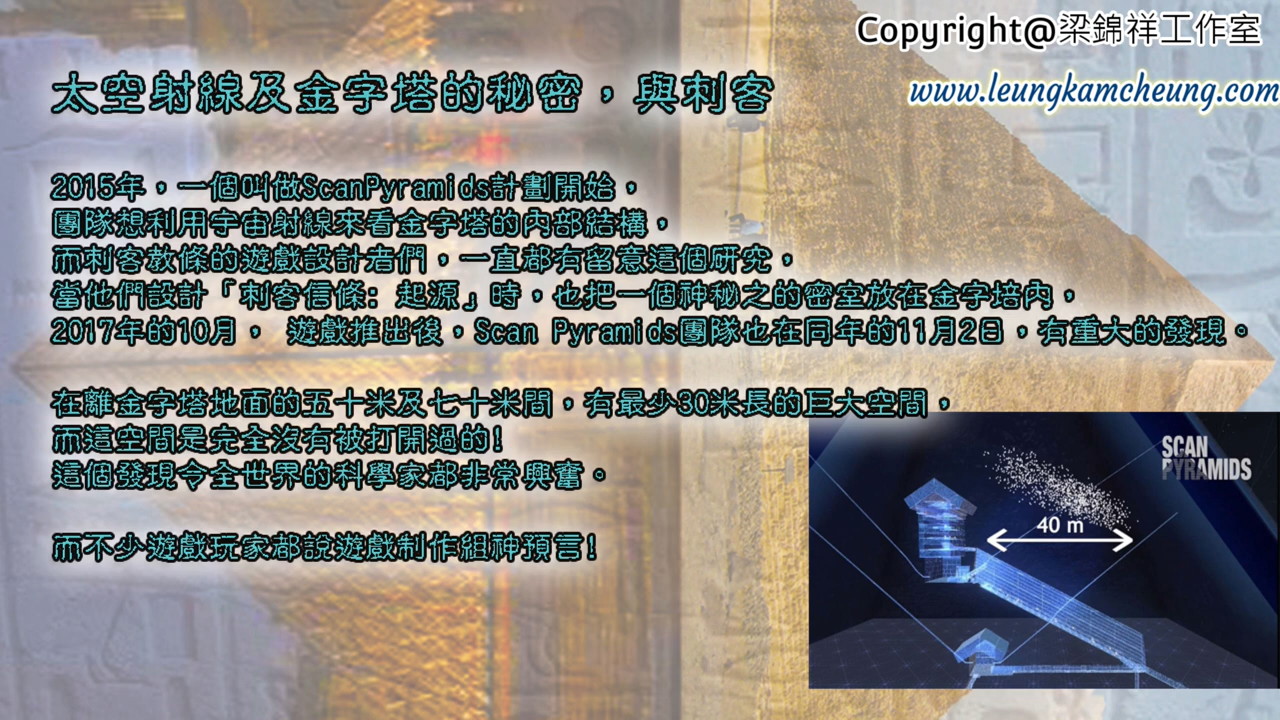 Copyright@梁錦祥工作室
www.leungkamcheung.com
太空射線及金字塔的秘密，與刺客
2015年，一個叫做ScanPyramids計劃開始，
團隊想利用宇宙射線來看金字塔的內部結構，
而刺客教條的遊戲設計者們，一直都有留意這個研究，
當他們設計「刺客信條: 起源」時，也把一個神秘之的密室放在金字培內，
2017年的10月， 遊戲推出後，Scan Pyramids團隊也在同年的11月2日，有重大的發現。
在離金字塔地面的五十米及七十米間，有最少30米長的巨大空間，
而這空間是完全沒有被打開過的!
這個發現令全世界的科學家都非常興奮。
而不少遊戲玩家都說遊戲制作組神預言!
SCAN
PYRAMIDS
40 m